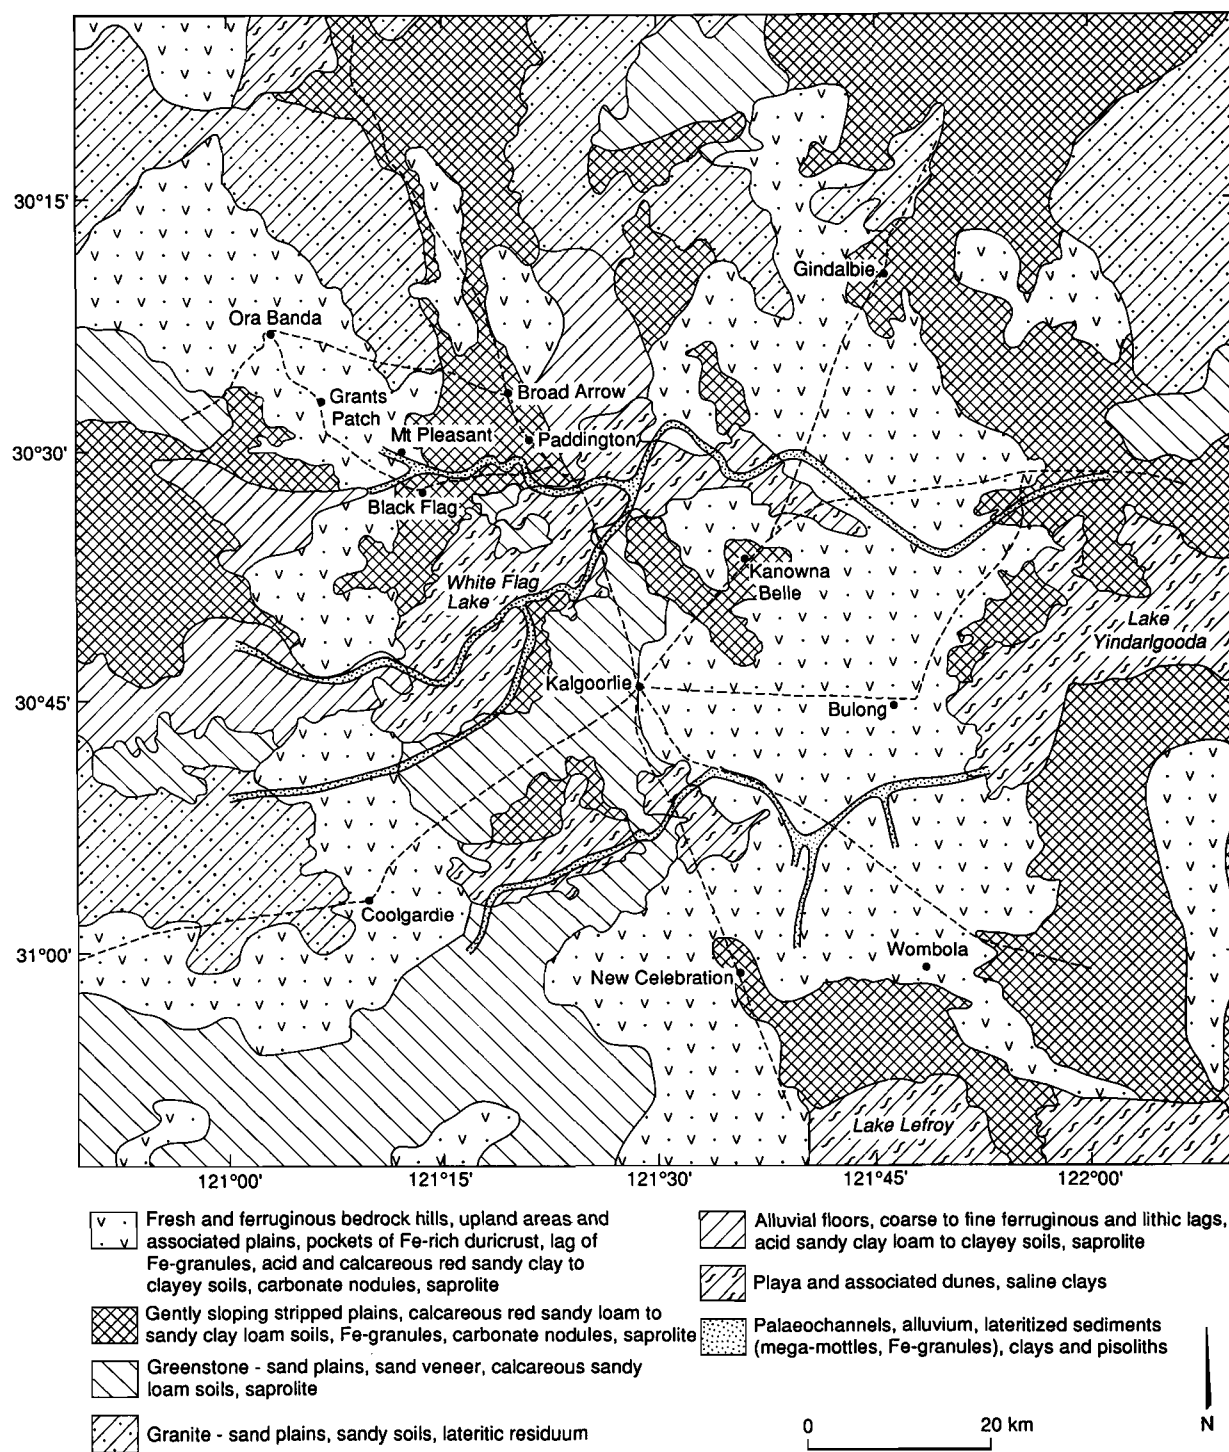 30°15'
Gindalbie
Ora Banda
Broad Arrow
Grants
Patch
Mt Pleasant
Paddington
30°30'
Black Flag
White Flag
Lake
Kanowna
Belle
Lake
Yindarlgooda
Kalgoorlie
30°45'
Bulong
Coolgardie
Wombola
31°00'
New Celebration
Lake Lefroy
121°00'
121°15'
121°30'
121°45'
122°00'
Fresh and ferruginous bedrock hills, upland areas and
associated plains, pockets of Fe-rich duricrust, lag of
Fe-granules, acid and calcareous red sandy clay to
clayey soils, carbonate nodules, saprolite
Gently sloping stripped plains, calcareous red sandy loam to
sandy clay loam soils, Fe-granules, carbonate nodules, saprolite
Greenstone - sand plains, sand veneer, calcareous sandy
loam soils, saprolite
Granite - sand plains, sandy soils, lateritic residuum
Alluvial floors, coarse to fine ferruginous and lithic lags,
acid sandy clay loam to clayey soils, saprolite
Playa and associated dunes, saline clays
Palaeochannels, alluvium, lateritized sediments
(mega-mottles, Fe-granules), clays and pisoliths
0
20 km
N